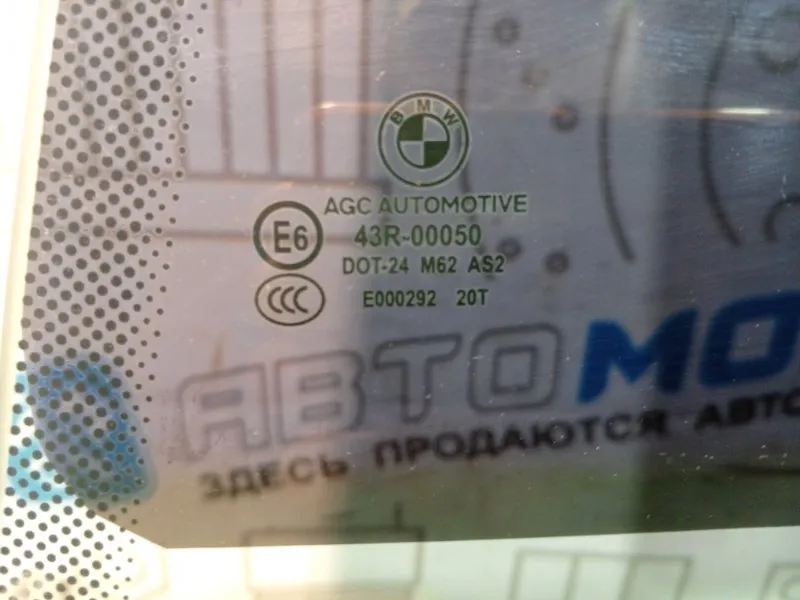 BMW
AGC AUTOMOTIVE
E6 43R-00050
DOT-24 M62 AS2
CCC E000292 20T
АВТОМО
ЗДЕСЬ ПРОДАЮТСЯ АВТО